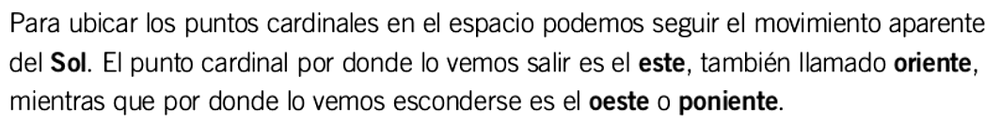 Para ubicar los puntos cardinales en el espacio podemos seguir el movimiento aparente
del Sol. El punto cardinal por donde lo vemos salir es el este, también llamado oriente,
mientras que por donde lo vemos esconderse es el oeste o poniente.